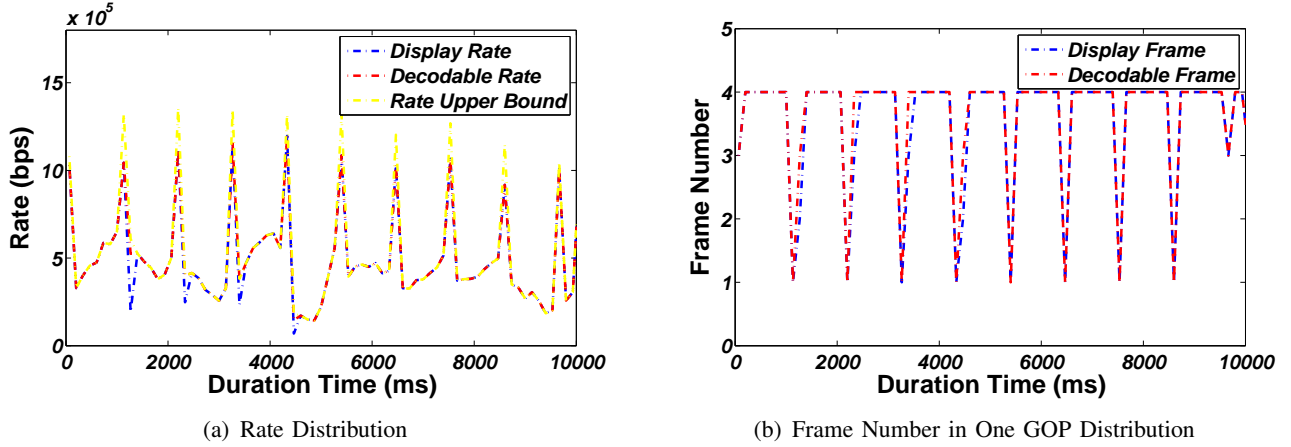 x 10⁵
15
10
5
0
Rate (bps)
Display Rate
Decodable Rate
Rate Upper Bound
0 2000 4000 6000 8000 10000
Duration Time (ms)
(a) Rate Distribution
5
4
3
2
1
0
Frame Number
Display Frame
Decodable Frame
0 2000 4000 6000 8000 10000
Duration Time (ms)
(b) Frame Number in One GOP Distribution